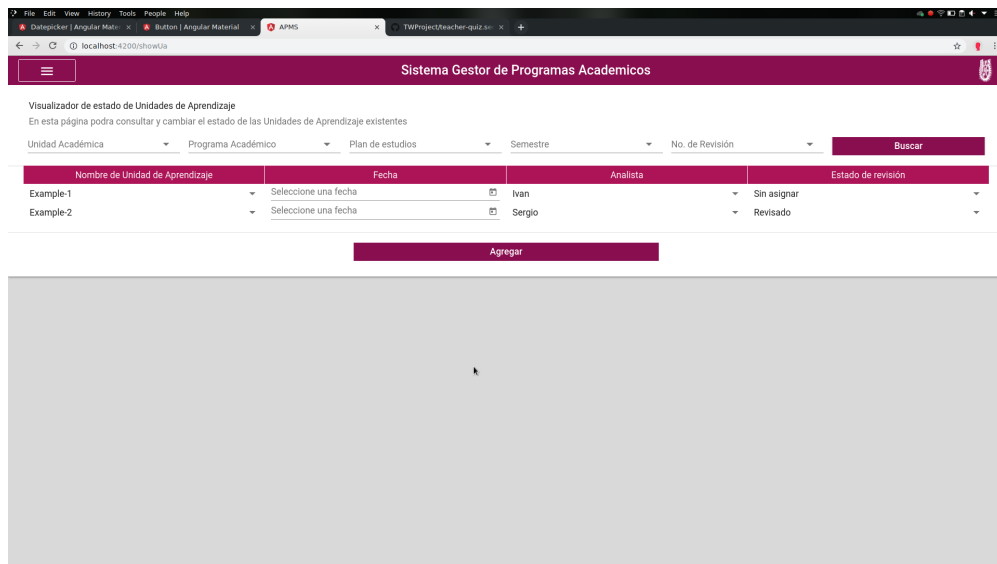 File Edit View History Tools People Help
Datepicker | Angular Mate Button | Angular Material APMS TWProject/teacher-quiz.se
localhost:4200/showUa
Sistema Gestor de Programas Academicos
Visualizador de estado de Unidades de Aprendizaje
En esta página podra consultar y cambiar el estado de las Unidades de Aprendizaje existentes
Unidad Académica Programa Académico Plan de estudios Semestre No. de Revisión Buscar
Nombre de Unidad de Aprendizaje Fecha Analista Estado de revisión
Example-1 Seleccione una fecha Ivan Sin asignar
Example-2 Seleccione una fecha Sergio Revisado
Agregar